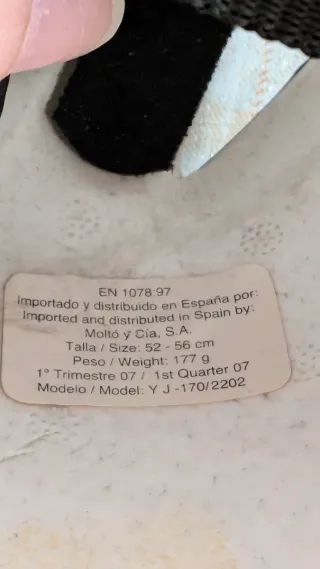 EN 1078:97
Importado y distribuido en España por:
Imported and distributed in Spain by:
Moltó y Cía, S.A.
Talla / Size: 52 - 56 cm
Peso / Weight: 177 g
1° Trimestre 07 / 1st Quarter 07
Modelo / Model: Y J -170/2202